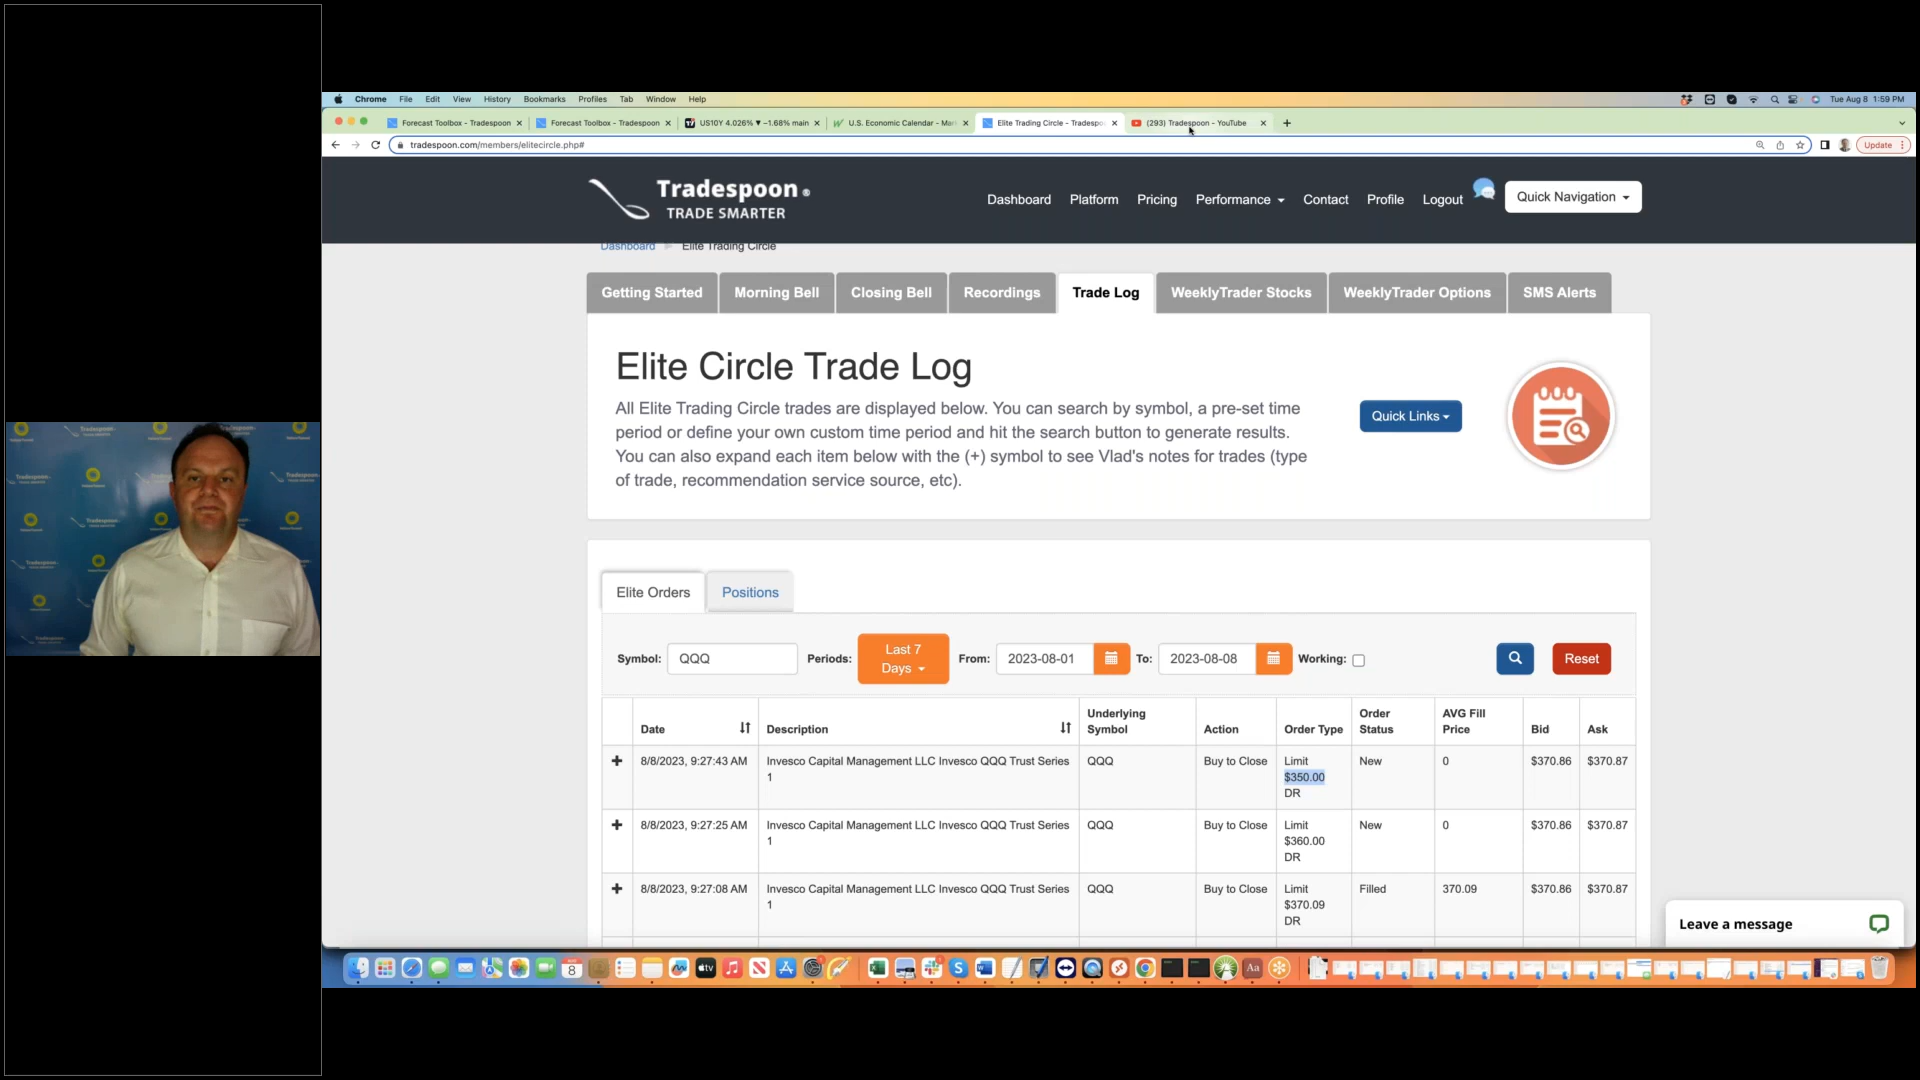 Chrome File Edit View History Bookmarks Profiles Tab Window Help Tue Aug 8 1:59 PM
Forecast Toolbox - Tradespoon Forecast Toolbox - Tradespoon US10Y 4.026% ▼ −1.68% main U.S. Economic Calendar - Mark Elite Trading Circle - Tradespoo (293) Tradespoon - YouTube
tradespoon.com/members/elitecircle.php# Update
Tradespoon®
TRADE SMARTER
Dashboard Platform Pricing Performance Contact Profile Logout Quick Navigation
Dashboard Elite Trading Circle
Getting Started Morning Bell Closing Bell Recordings Trade Log WeeklyTrader Stocks WeeklyTrader Options SMS Alerts
Elite Circle Trade Log
All Elite Trading Circle trades are displayed below. You can search by symbol, a pre-set time
period or define your own custom time period and hit the search button to generate results.
You can also expand each item below with the (+) symbol to see Vlad's notes for trades (type
of trade, recommendation service source, etc).
Quick Links
Elite Orders Positions
Symbol: QQQ Periods: Last 7 Days From: 2023-08-01 To: 2023-08-08 Working: Reset
Date Description Underlying Symbol Action Order Type Order Status AVG Fill Price Bid Ask
+ 8/8/2023, 9:27:43 AM Invesco Capital Management LLC Invesco QQQ Trust Series 1 QQQ Buy to Close Limit $350.00 DR New 0 $370.86 $370.87
+ 8/8/2023, 9:27:25 AM Invesco Capital Management LLC Invesco QQQ Trust Series 1 QQQ Buy to Close Limit $360.00 DR New 0 $370.86 $370.87
+ 8/8/2023, 9:27:08 AM Invesco Capital Management LLC Invesco QQQ Trust Series 1 QQQ Buy to Close Limit $370.09 DR Filled 370.09 $370.86 $370.87
Leave a message